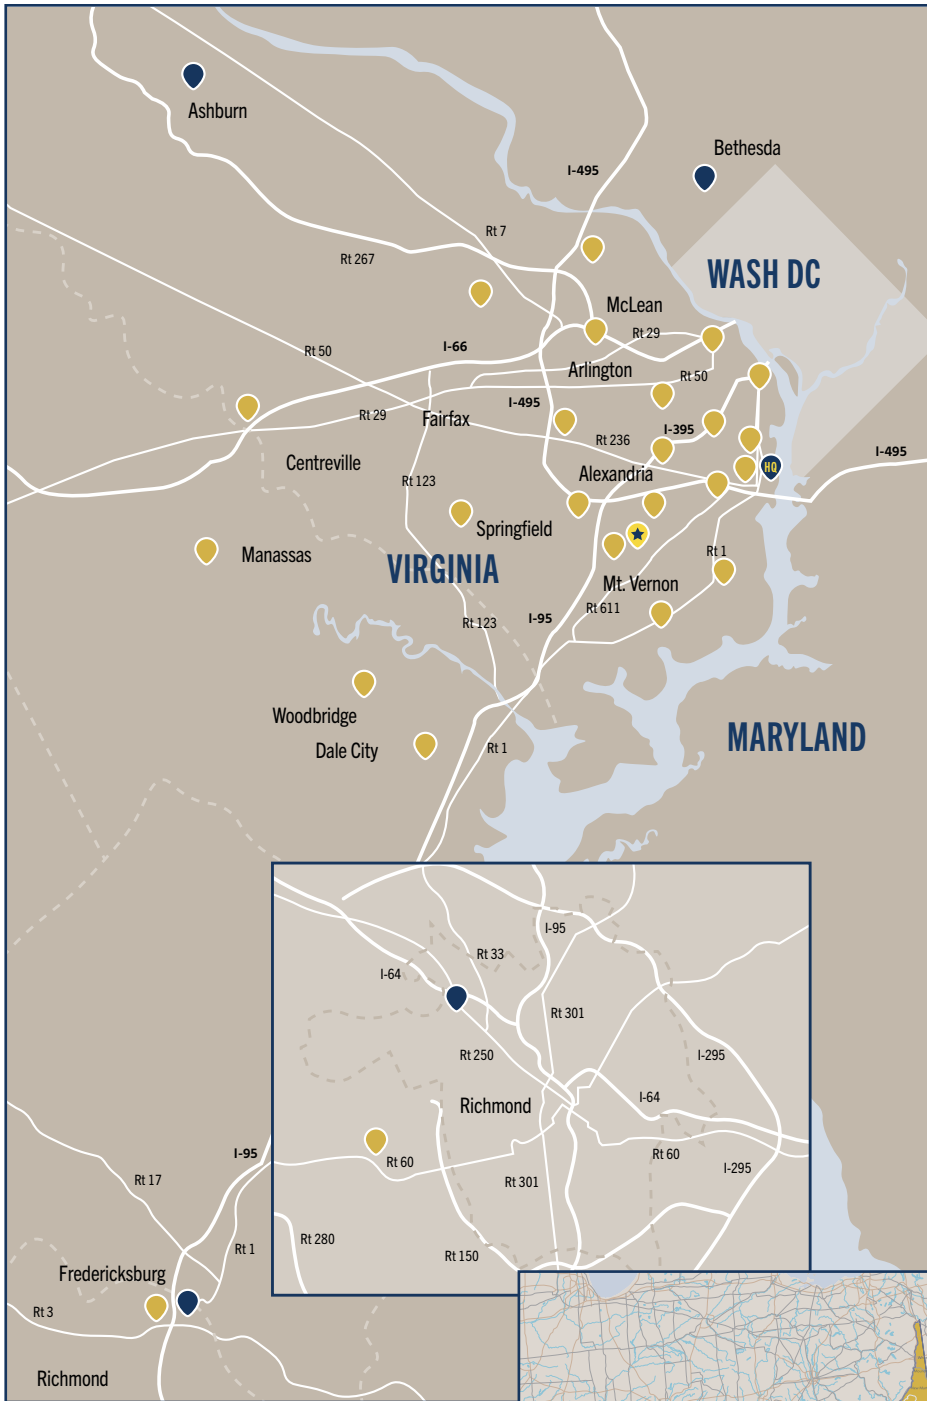 Ashburn
Bethesda
I-495
Rt 7
Rt 267
WASH DC
McLean
Rt 29
I-66
Rt 50
Arlington
Rt 50
I-495
Rt 29
Fairfax
I-395
Rt 236
I-495
Centreville
Alexandria
HQ
Rt 123
Springfield
Manassas
VIRGINIA
Rt 1
Mt. Vernon
Rt 611
I-95
Rt 123
Woodbridge
MARYLAND
Dale City
Rt 1
I-95
Rt 33
I-64
Rt 301
Rt 250
I-295
I-64
Richmond
Rt 60
Rt 60
I-295
Rt 301
Rt 280
Rt 150
I-95
Rt 17
Rt 1
Fredericksburg
Rt 3
Richmond